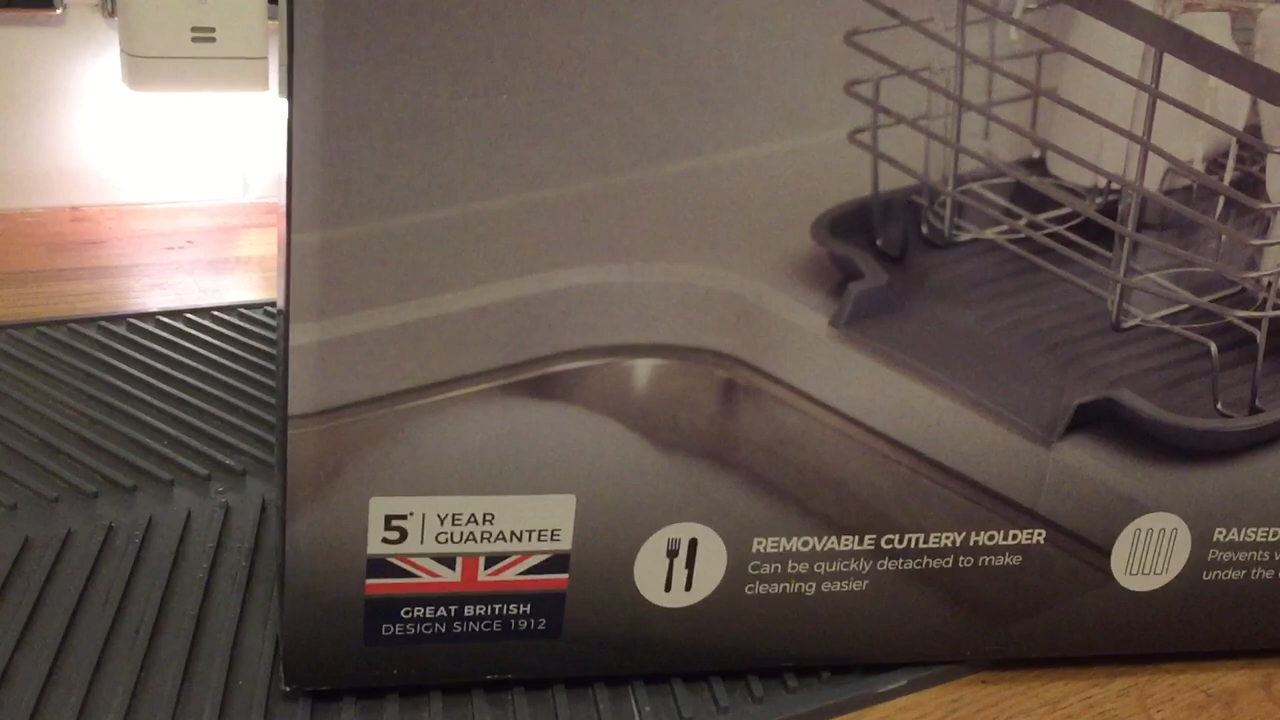 5* YEAR
GUARANTEE
GREAT BRITISH
DESIGN SINCE 1912
REMOVABLE CUTLERY HOLDER
Can be quickly detached to make
cleaning easier
RAISED
Prevents
under the